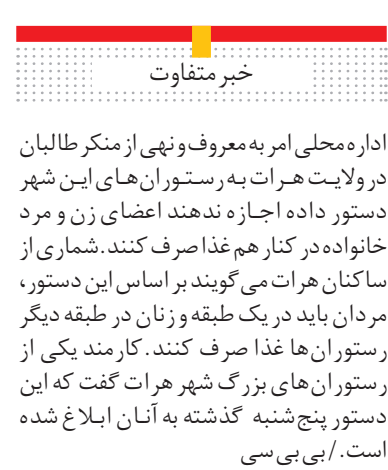 خبر متفاوت
اداره محلی امر به معروف و نهی از منکر طالبان
در ولایت هرات به رستوران‌های این شهر
دستور داده اجازه ندهند اعضای زن و مرد
خانواده در کنار هم غذا صرف کنند. شماری از
ساکنان هرات می‌گویند بر اساس این دستور،
مردان باید در یک طبقه و زنان در طبقه دیگر
رستوران‌ها غذا صرف کنند. کارمند یکی از
رستوران‌های بزرگ شهر هرات گفت که این
دستور پنج‌شنبه گذشته به آنان ابلاغ شده
است./ بی‌بی‌سی